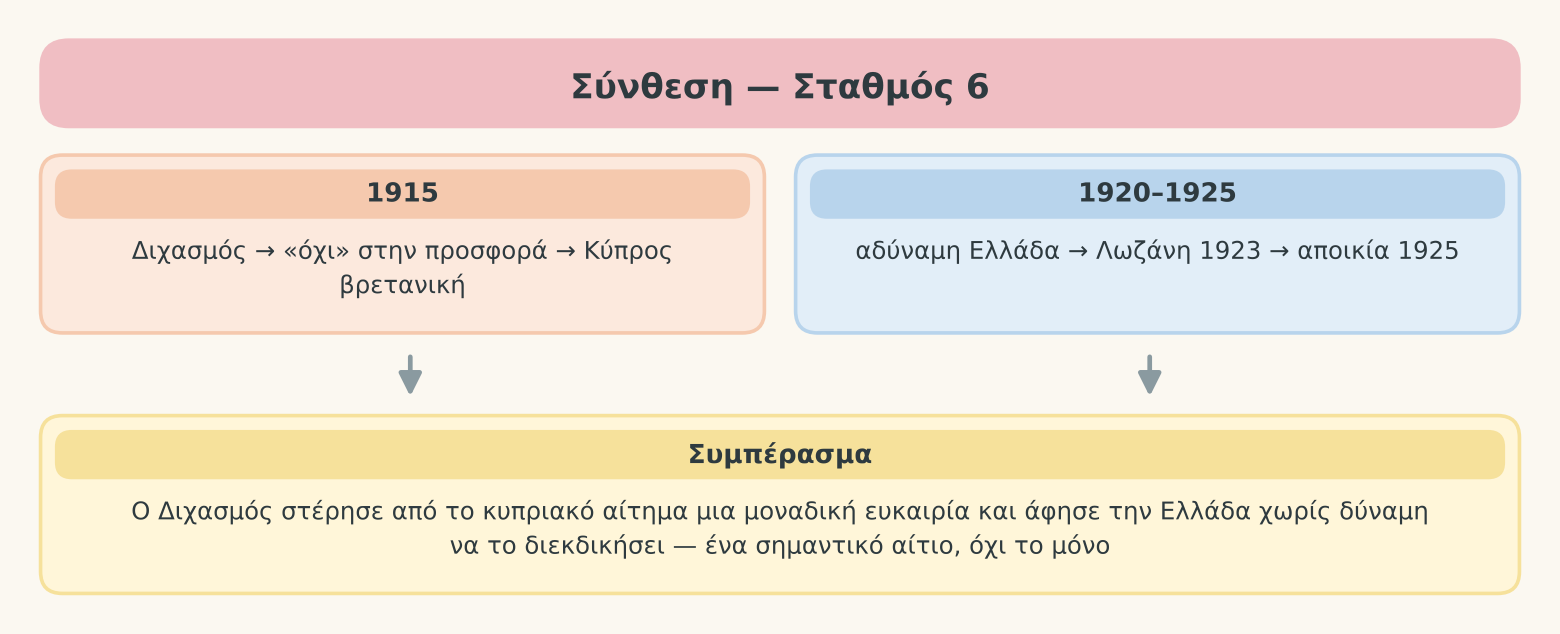 Σύνθεση — Σταθμός 6
1915
Διχασμός → «όχι» στην προσφορά → Κύπρος
βρετανική
1920–1925
αδύναμη Ελλάδα → Λωζάνη 1923 → αποικία 1925
Συμπέρασμα
Ο Διχασμός στέρησε από το κυπριακό αίτημα μια μοναδική ευκαιρία και άφησε την Ελλάδα χωρίς δύναμη
να το διεκδικήσει — ένα σημαντικό αίτιο, όχι το μόνο